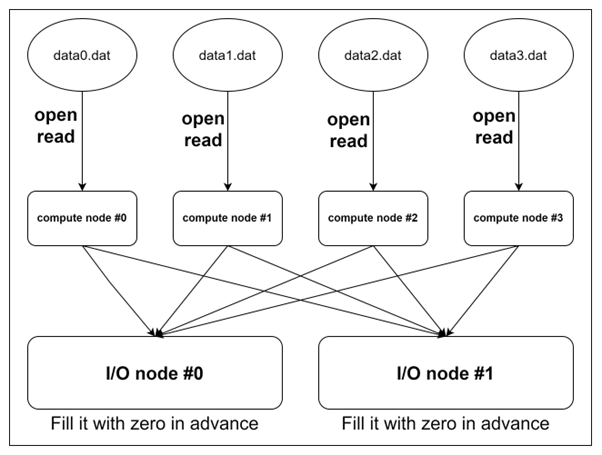 data0.dat
data1.dat
data2.dat
data3.dat
open
read
open
read
open
read
open
read
compute node #0
compute node #1
compute node #2
compute node #3
I/O node #0
I/O node #1
Fill it with zero in advance
Fill it with zero in advance